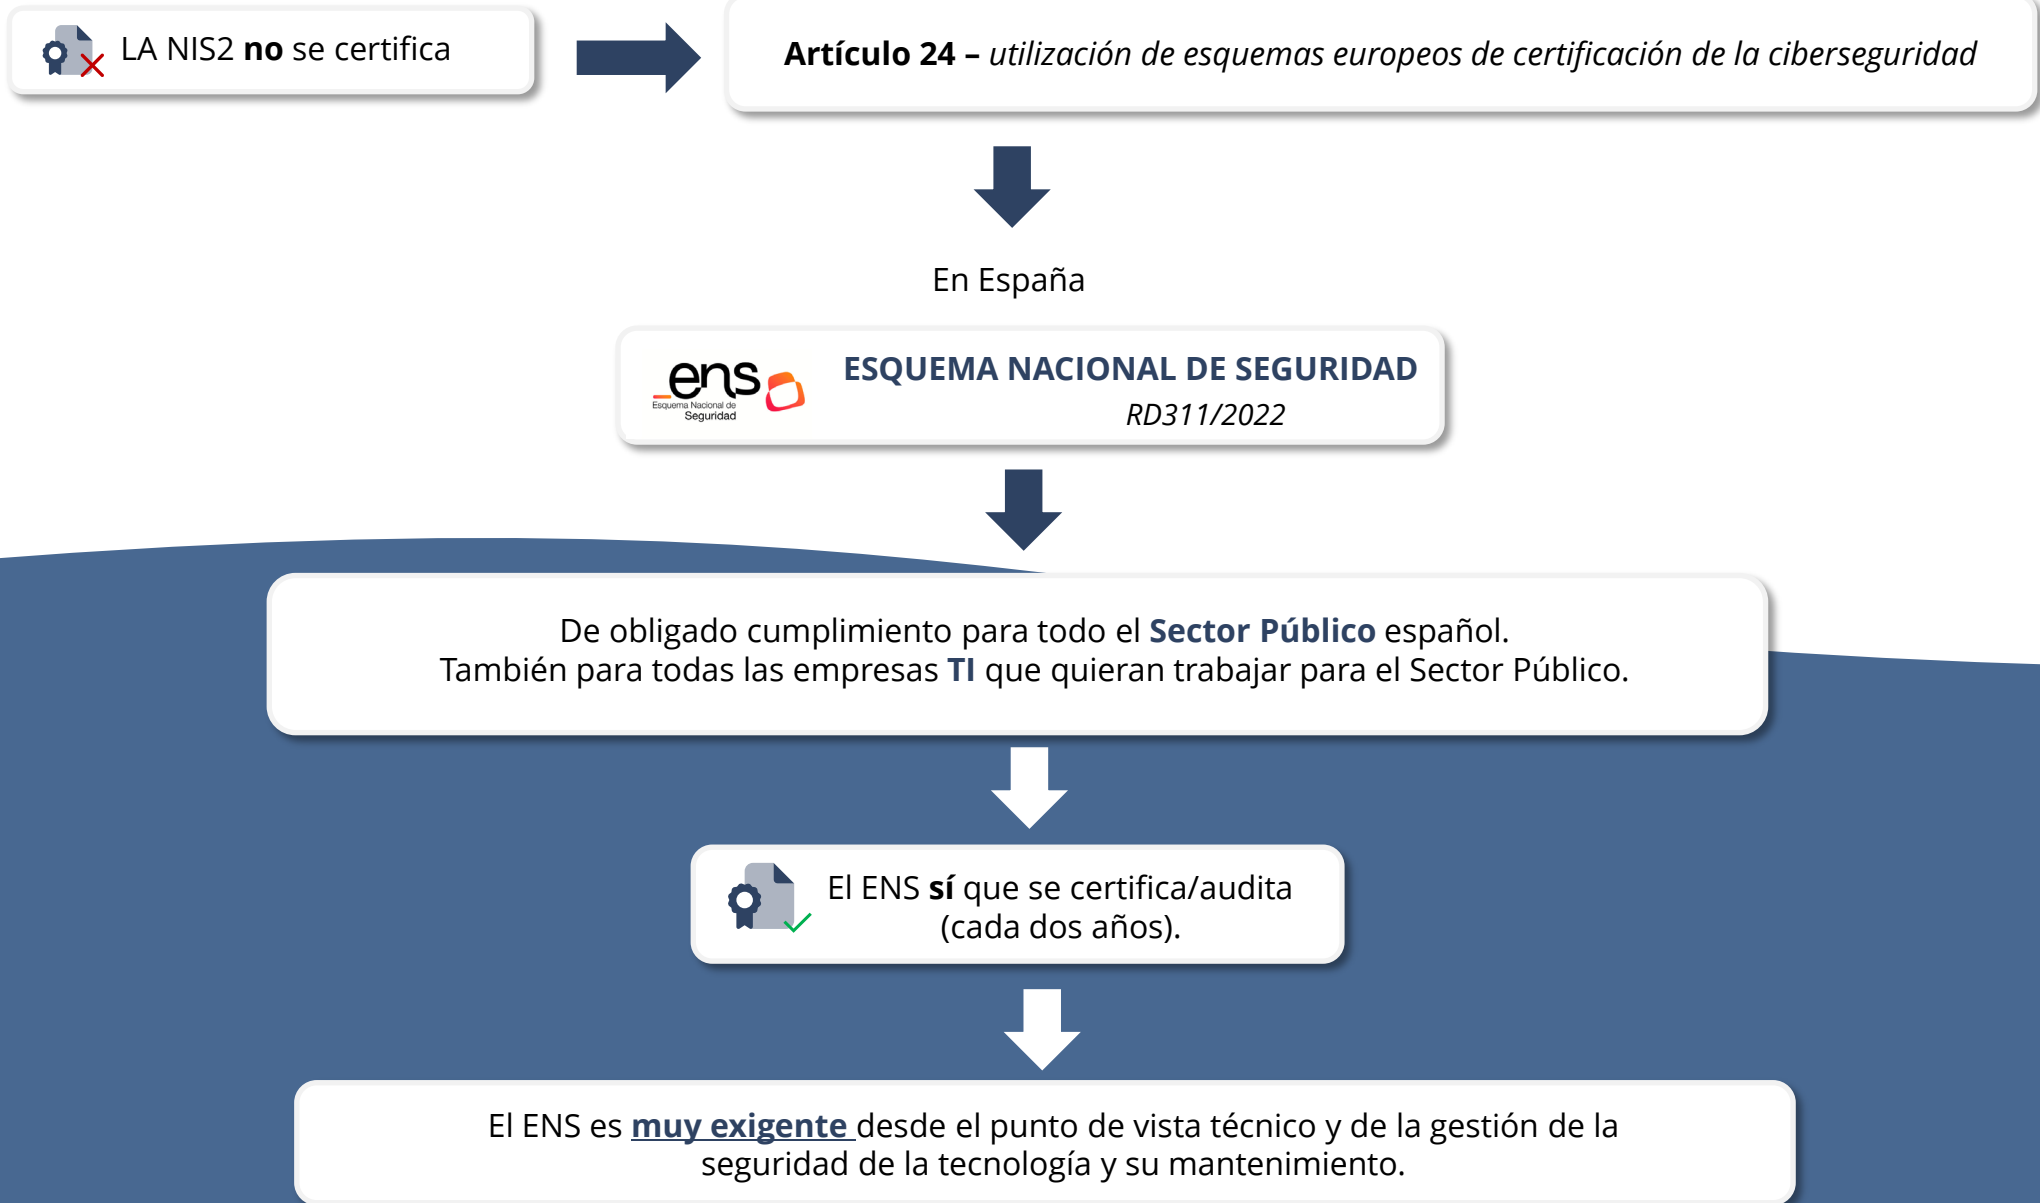 LA NIS2 no se certifica
Artículo 24 – utilización de esquemas europeos de certificación de la ciberseguridad
En España
ens
Esquema Nacional de
Seguridad
ESQUEMA NACIONAL DE SEGURIDAD
RD311/2022
De obligado cumplimiento para todo el Sector Público español.
También para todas las empresas TI que quieran trabajar para el Sector Público.
El ENS sí que se certifica/audita
(cada dos años).
El ENS es muy exigente desde el punto de vista técnico y de la gestión de la
seguridad de la tecnología y su mantenimiento.